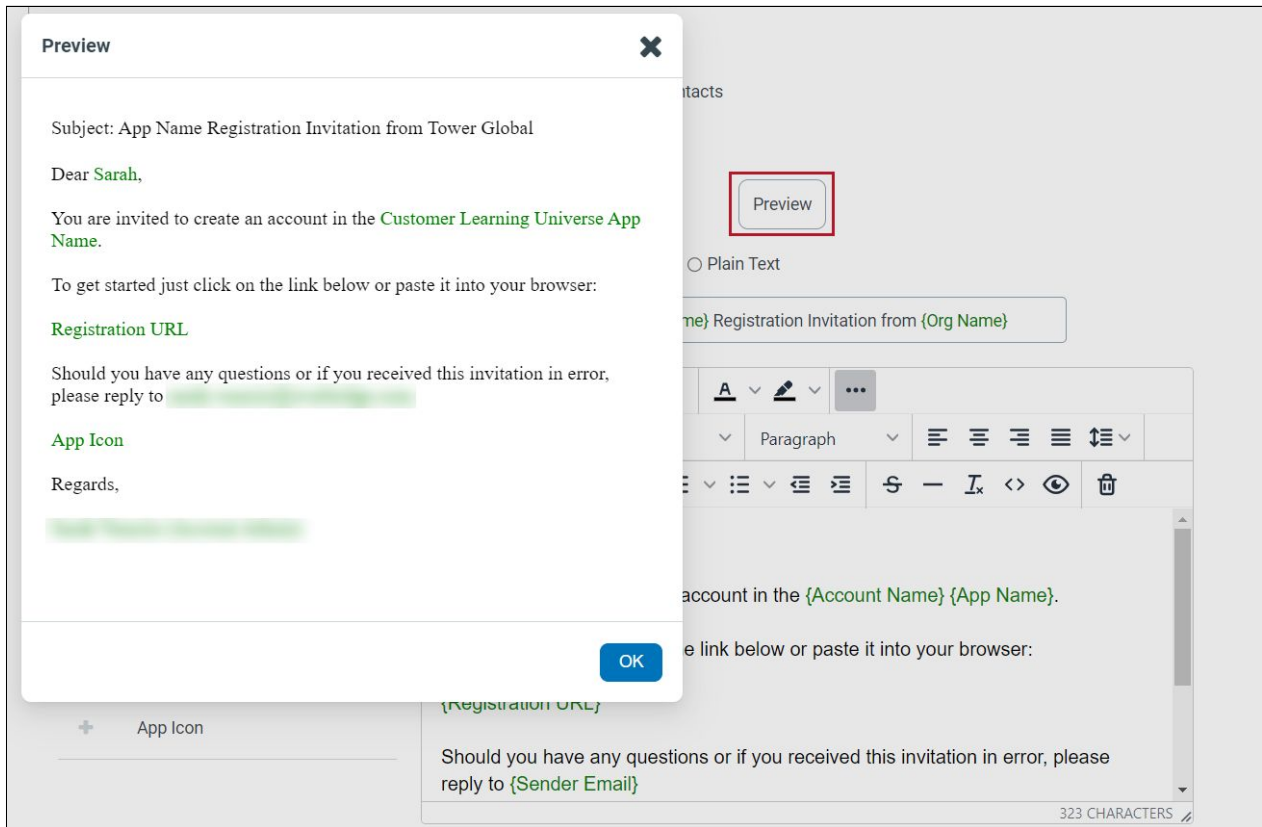 Preview
Subject: App Name Registration Invitation from Tower Global
Dear Sarah,
You are invited to create an account in the Customer Learning Universe App
Name.
To get started just click on the link below or paste it into your browser:
Registration URL
Should you have any questions or if you received this invitation in error,
please reply to
App Icon
Regards,
OK
Preview
Plain Text
Registration Invitation from {Org Name}
A
Paragraph
account in the {Account Name} {App Name}.
link below or paste it into your browser:
{Registration URL}
App Icon
Should you have any questions or if you received this invitation in error, please
reply to {Sender Email}
323 CHARACTERS